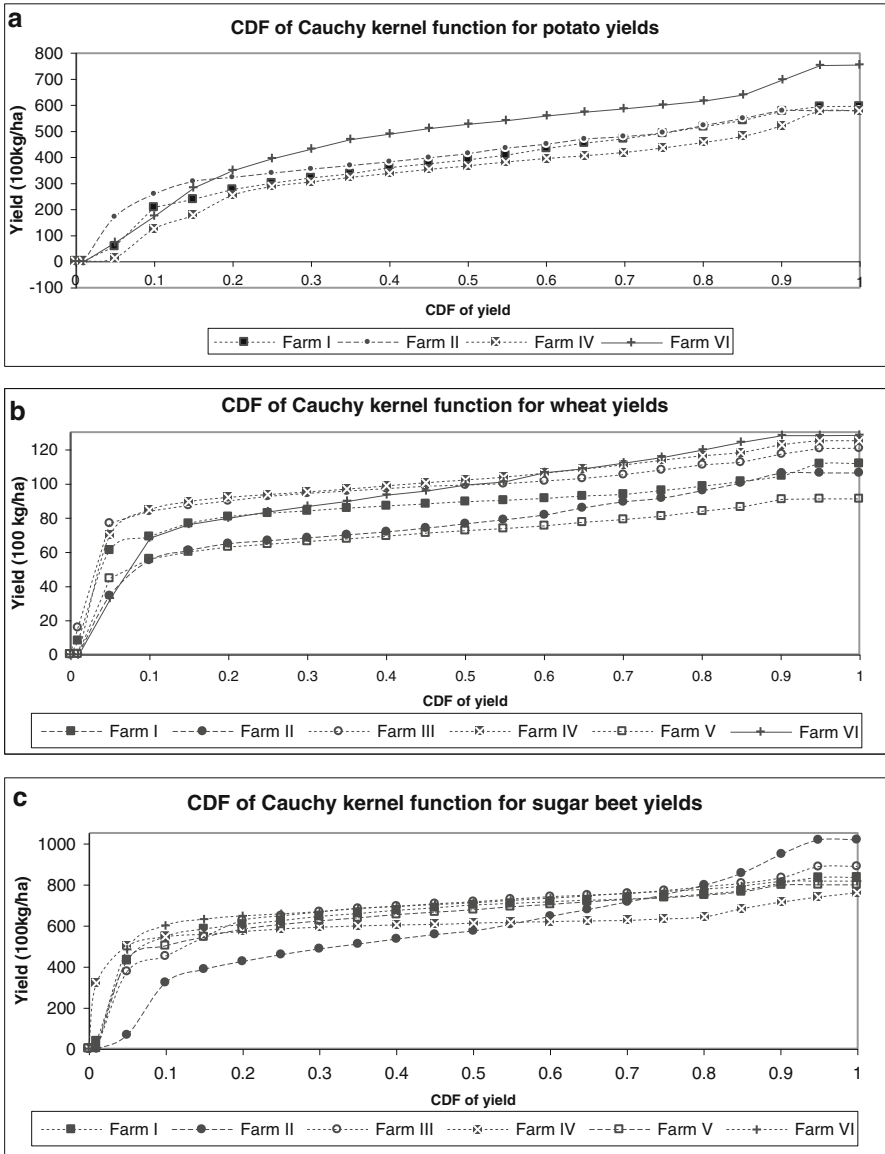 a
CDF of Cauchy kernel function for potato yields
Yield (100kg/ha)
800
700
600
500
400
300
200
100
0
-100
0 0.1 0.2 0.3 0.4 0.5 0.6 0.7 0.8 0.9 1
CDF of yield
Farm I Farm II Farm IV Farm VI
b
CDF of Cauchy kernel function for wheat yields
Yield (100 kg/ha)
120
100
80
60
40
20
0
0 0.1 0.2 0.3 0.4 0.5 0.6 0.7 0.8 0.9 1
CDF of yield
Farm I Farm II Farm III Farm IV Farm V Farm VI
c
CDF of Cauchy kernel function for sugar beet yields
Yield (100kg/ha)
1000
800
600
400
200
0
0 0.1 0.2 0.3 0.4 0.5 0.6 0.7 0.8 0.9 1
CDF of yield
Farm I Farm II Farm III Farm IV Farm V Farm VI